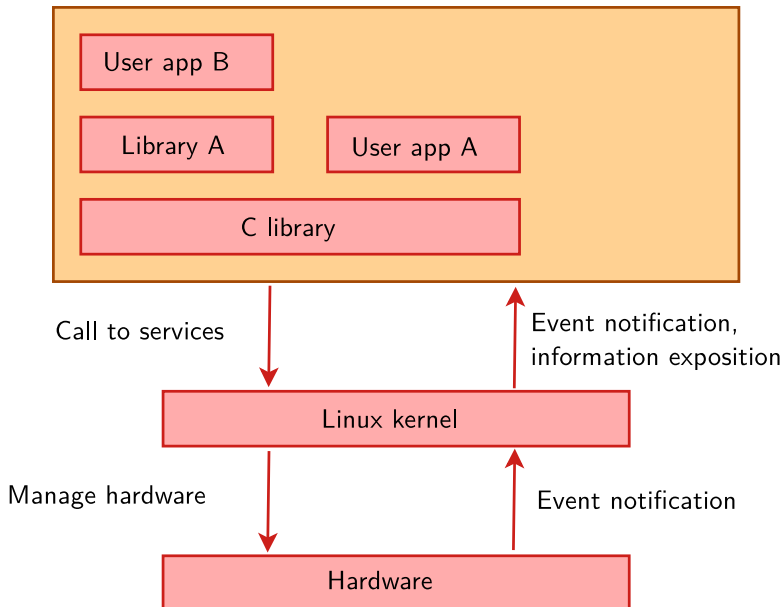 User app B
Library A
User app A
C library
Call to services
Event notification,
information exposition
Linux kernel
Manage hardware
Event notification
Hardware